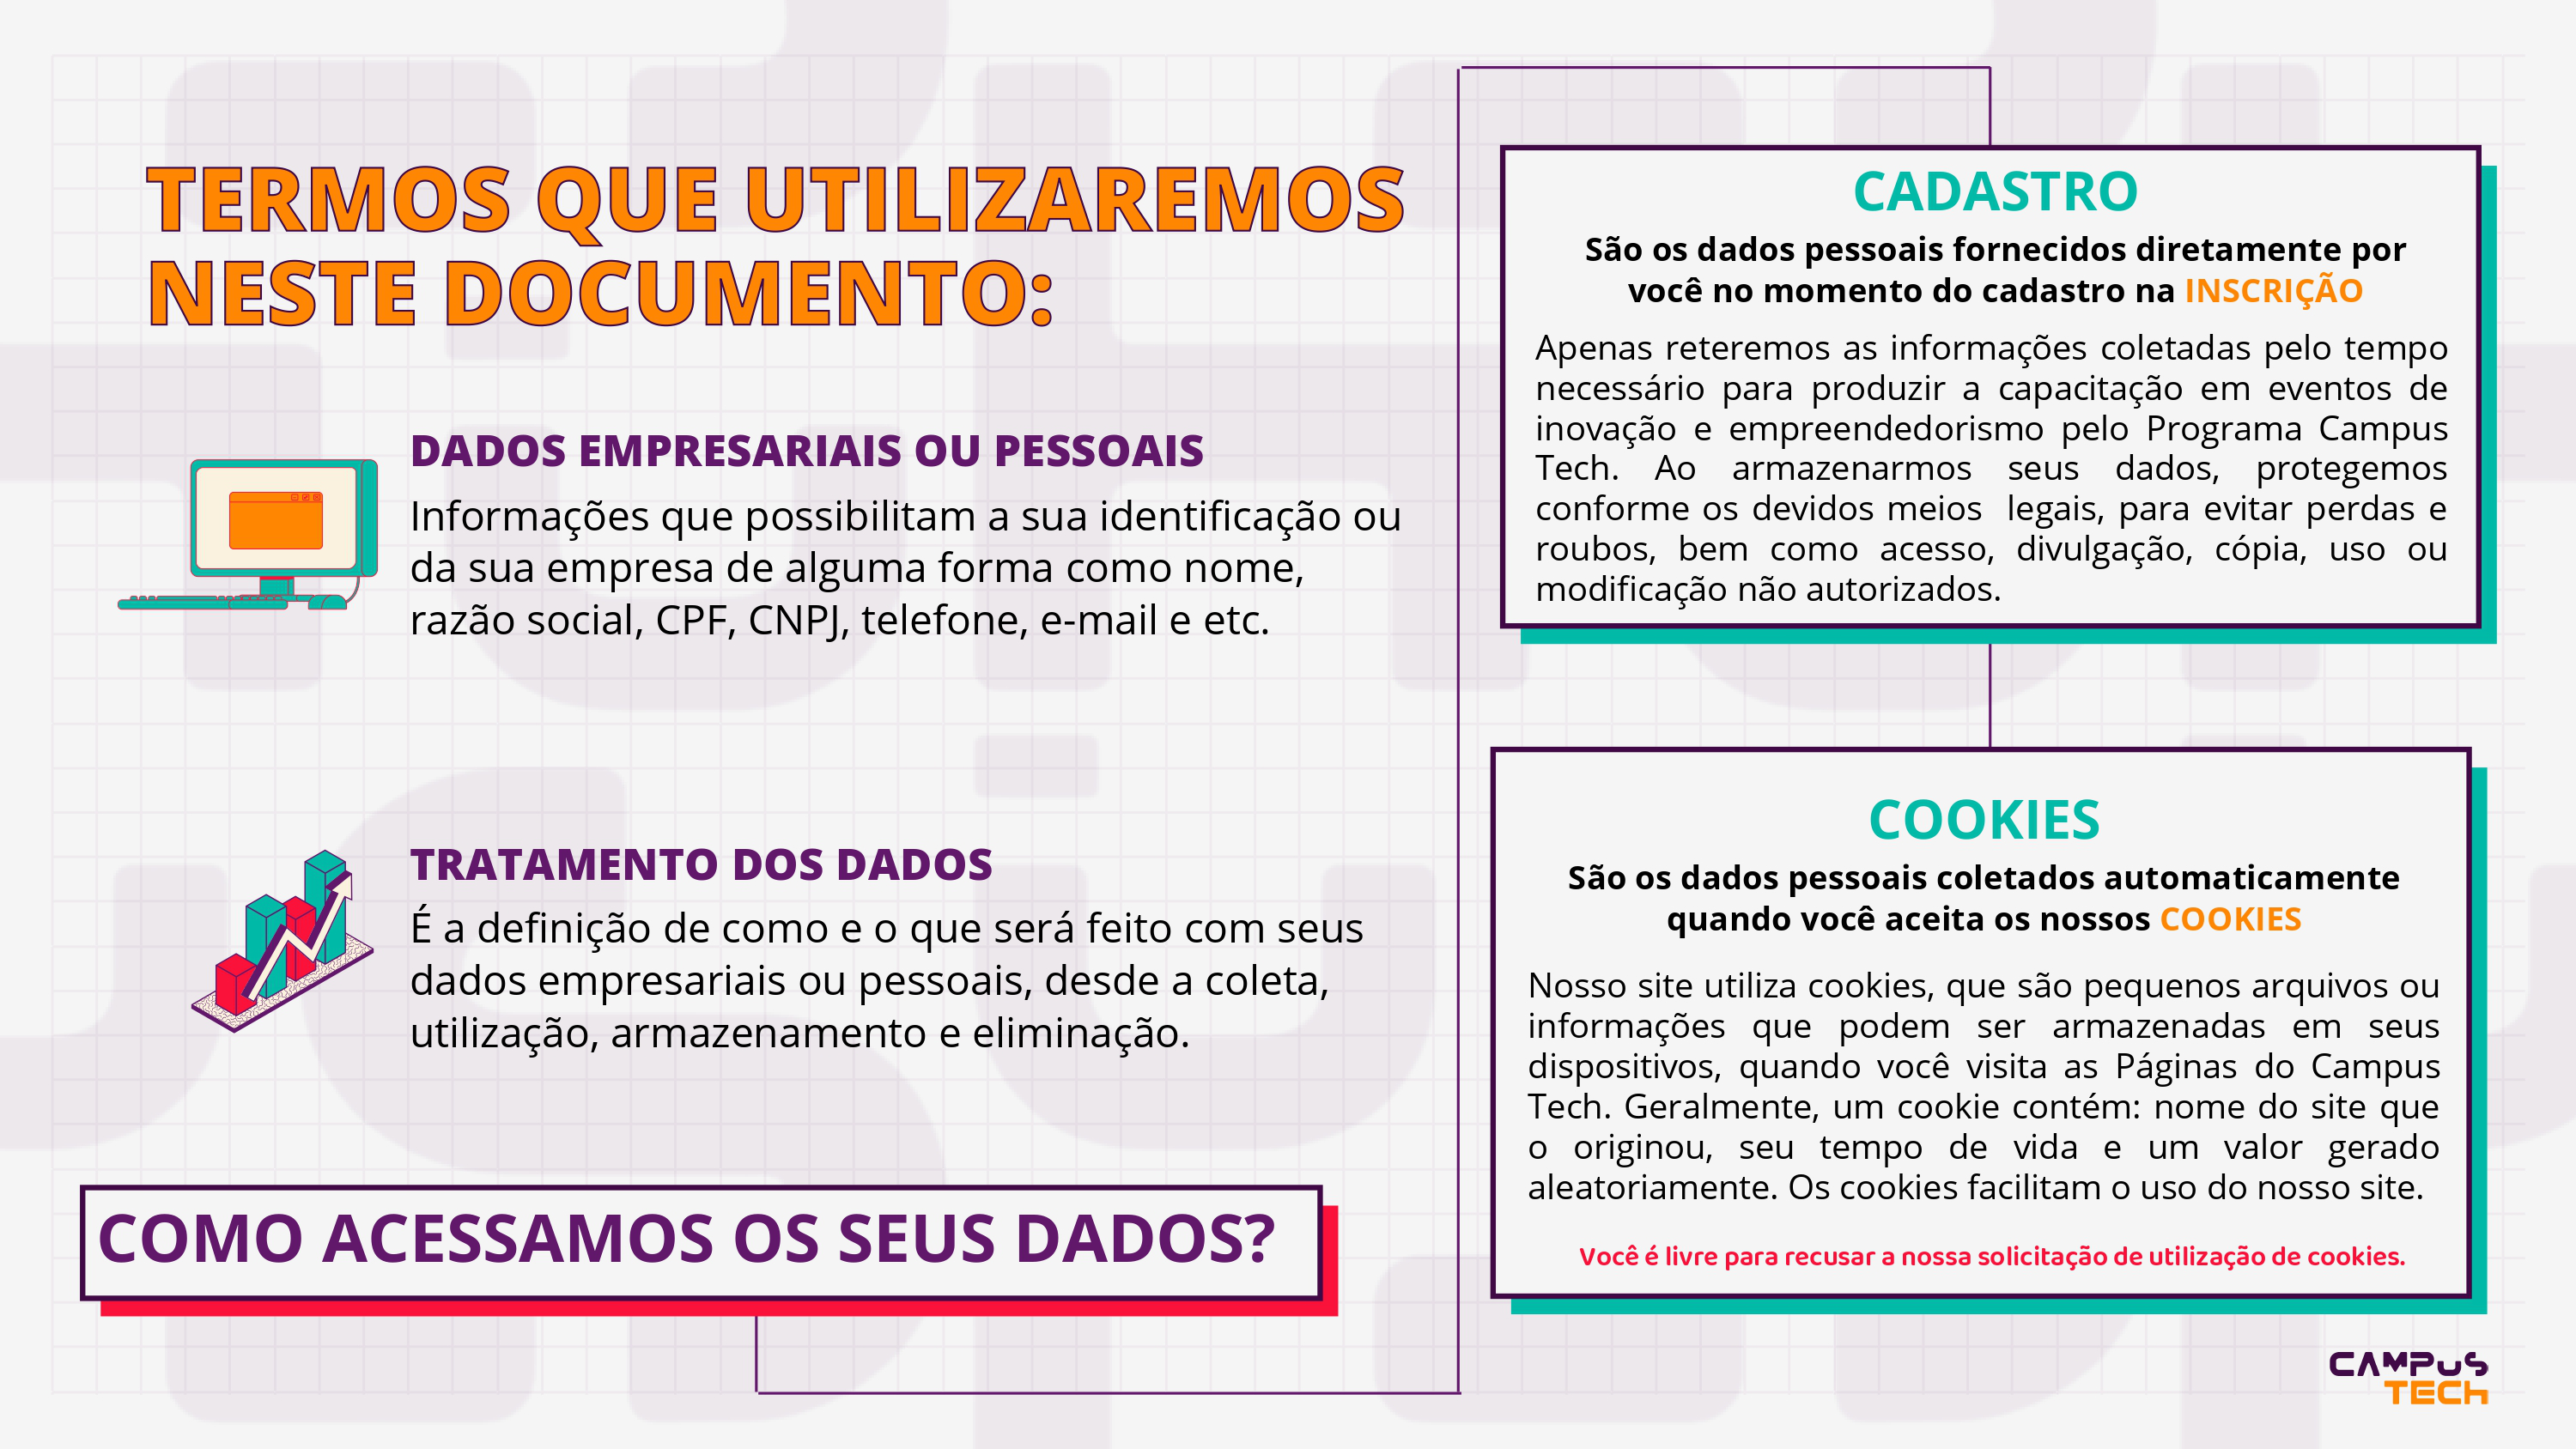 TERMOS QUE UTILIZAREMOS
NESTE DOCUMENTO:
DADOS EMPRESARIAIS OU PESSOAIS
Informações que possibilitam a sua identificação ou
da sua empresa de alguma forma como nome,
razão social, CPF, CNPJ, telefone, e-mail e etc.
TRATAMENTO DOS DADOS
É a definição de como e o que será feito com seus
dados empresariais ou pessoais, desde a coleta,
utilização, armazenamento e eliminação.
COMO ACESSAMOS OS SEUS DADOS?
CADASTRO
São os dados pessoais fornecidos diretamente por
você no momento do cadastro na INSCRIÇÃO
Apenas reteremos as informações coletadas pelo tempo
necessário para produzir a capacitação em eventos de
inovação e empreendedorismo pelo Programa Campus
Tech. Ao armazenarmos seus dados, protegemos
conforme os devidos meios legais, para evitar perdas e
roubos, bem como acesso, divulgação, cópia, uso ou
modificação não autorizados.
COOKIES
São os dados pessoais coletados automaticamente
quando você aceita os nossos COOKIES
Nosso site utiliza cookies, que são pequenos arquivos ou
informações que podem ser armazenadas em seus
dispositivos, quando você visita as Páginas do Campus
Tech. Geralmente, um cookie contém: nome do site que
o originou, seu tempo de vida e um valor gerado
aleatoriamente. Os cookies facilitam o uso do nosso site.
Você é livre para recusar a nossa solicitação de utilização de cookies.
CAMPUS
TECH